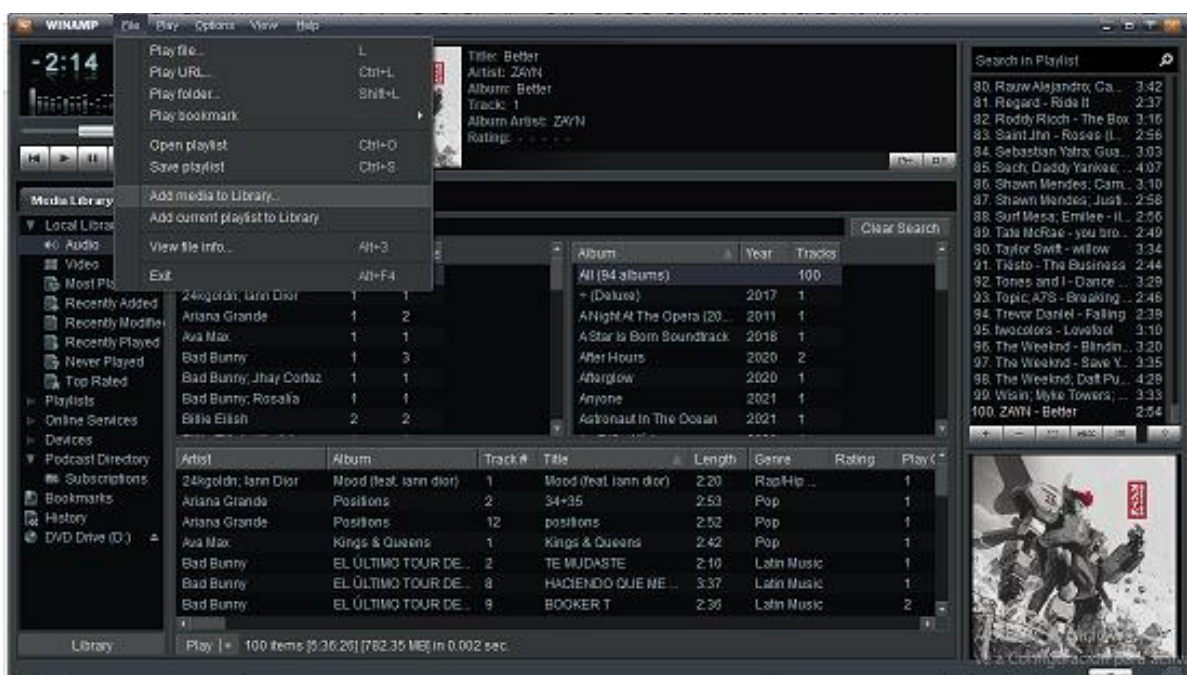 WINAMP File Play Options View Help
-2:14
Play file... L
Play URL... Ctrl+L
Play folder... Shift+L
Play bookmark
Open playlist Ctrl+O
Save playlist Ctrl+S
Add media to Library...
Add current playlist to Library
View file info... Alt+3
Exit Alt+F4
Title: Better
Artist: ZAYN
Album: Better
Track: 1
Album Artist: ZAYN
Rating:
Media Library
Local Librar
Audio
Video
Most Pla
Recently Added
Recently Modifie
Recently Played
Never Played
Top Rated
Playlists
Online Services
Devices
Podcast Directory
Subscriptions
Bookmarks
History
DVD Drive (D:)
Library
Clear Search
24kgoldn; Iann Dior 1 1
Ariana Grande 1 2
Ava Max 1 1
Bad Bunny 1 3
Bad Bunny; Jhay Cortez 1 1
Bad Bunny; Rosalía 1 1
Billie Eilish 2 2
Album Year Tracks
All (94 albums) 100
÷ (Deluxe) 2017 1
A Night At The Opera (20... 2011 1
A Star Is Born Soundtrack 2018 1
After Hours 2020 2
Afterglow 2020 1
Anyone 2021 1
Astronaut In The Ocean 2021 1
Artist Album Track # Title Length Genre Rating Play C
24kgoldn; Iann Dior Mood (feat. iann dior) 1 Mood (feat. iann dior) 2:20 Rap/Hip ... 1
Ariana Grande Positions 2 34+35 2:53 Pop 1
Ariana Grande Positions 12 positions 2:52 Pop 1
Ava Max Kings & Queens 1 Kings & Queens 2:42 Pop 1
Bad Bunny EL ÚLTIMO TOUR DE... 2 TE MUDASTE 2:10 Latin Music 1
Bad Bunny EL ÚLTIMO TOUR DE... 8 HACIENDO QUE ME ... 3:37 Latin Music 1
Bad Bunny EL ÚLTIMO TOUR DE... 9 BOOKER T 2:36 Latin Music 2
Play 100 items [5:36:26] [782.35 MB] in 0.002 sec.
Search in Playlist
80. Rauw Alejandro; Ca... 3:42
81. Regard - Ride It 2:37
82. Roddy Ricch - The Box 3:16
83. Saint Jhn - Roses (I... 2:56
84. Sebastian Yatra; Gua... 3:03
85. Sech; Daddy Yankee; ... 4:07
86. Shawn Mendes; Cam... 3:10
87. Shawn Mendes; Justi... 2:58
88. Surf Mesa; Emilee - il... 2:56
89. Tate McRae - you bro... 2:49
90. Taylor Swift - willow 3:34
91. Tiësto - The Business 2:44
92. Tones and I - Dance ... 3:29
93. Topic; A7S - Breaking ... 2:46
94. Trevor Daniel - Falling 2:39
95. twocolors - Lovefool 3:10
96. The Weeknd - Blindin... 3:20
97. The Weeknd - Save Y... 3:35
98. The Weeknd; Daft Pu... 4:29
99. Wisin; Myke Towers; ... 3:33
100. ZAYN - Better 2:54
Ve a Configuración para activa